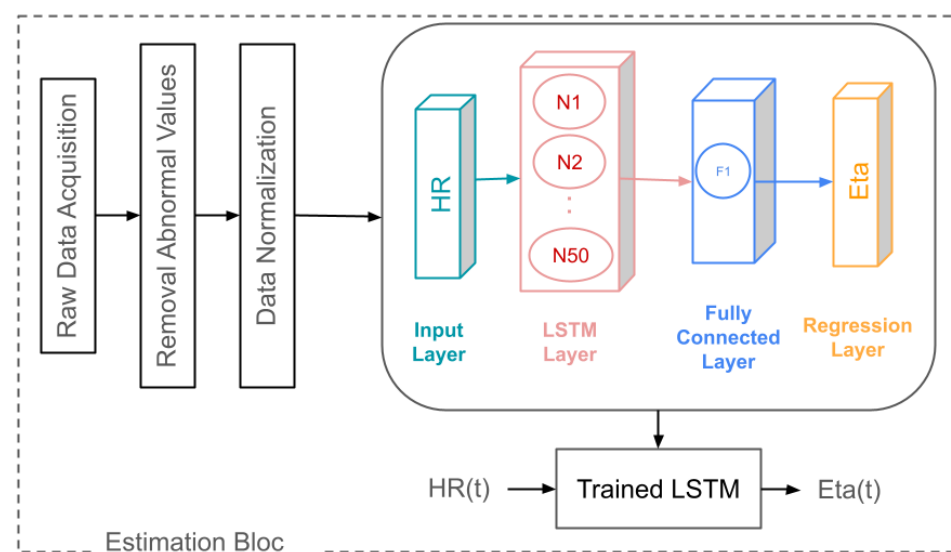 Raw Data Acquisition
Removal Abnormal Values
Data Normalization
HR
N1
N2
⋮
N50
F1
Eta
Input
Layer
LSTM
Layer
Fully
Connected
Layer
Regression
Layer
HR(t)
Trained LSTM
Eta(t)
Estimation Bloc